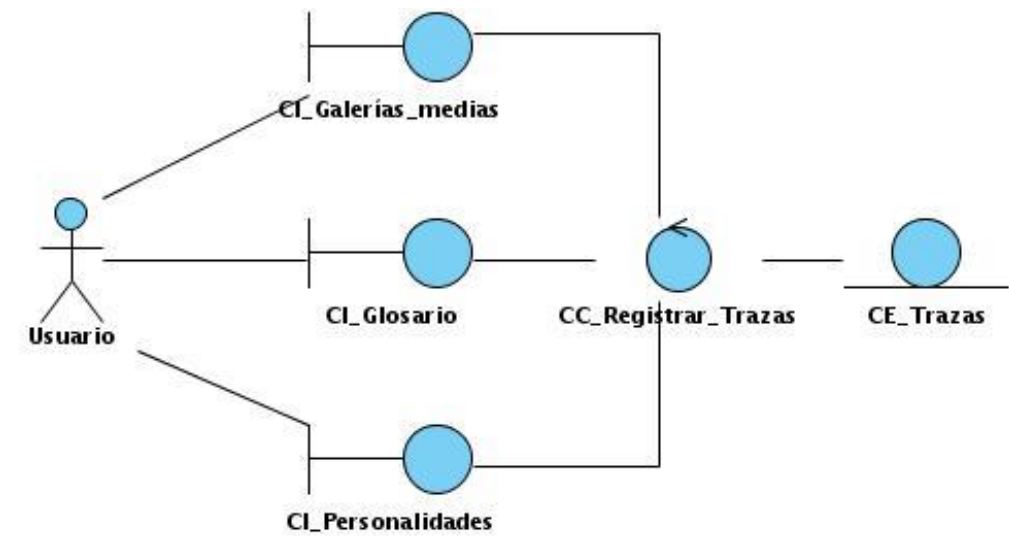 CI_Galerías_medias
Usuario
CI_Glosario
CC_Registrar_Trazas
CE_Trazas
CI_Personalidades